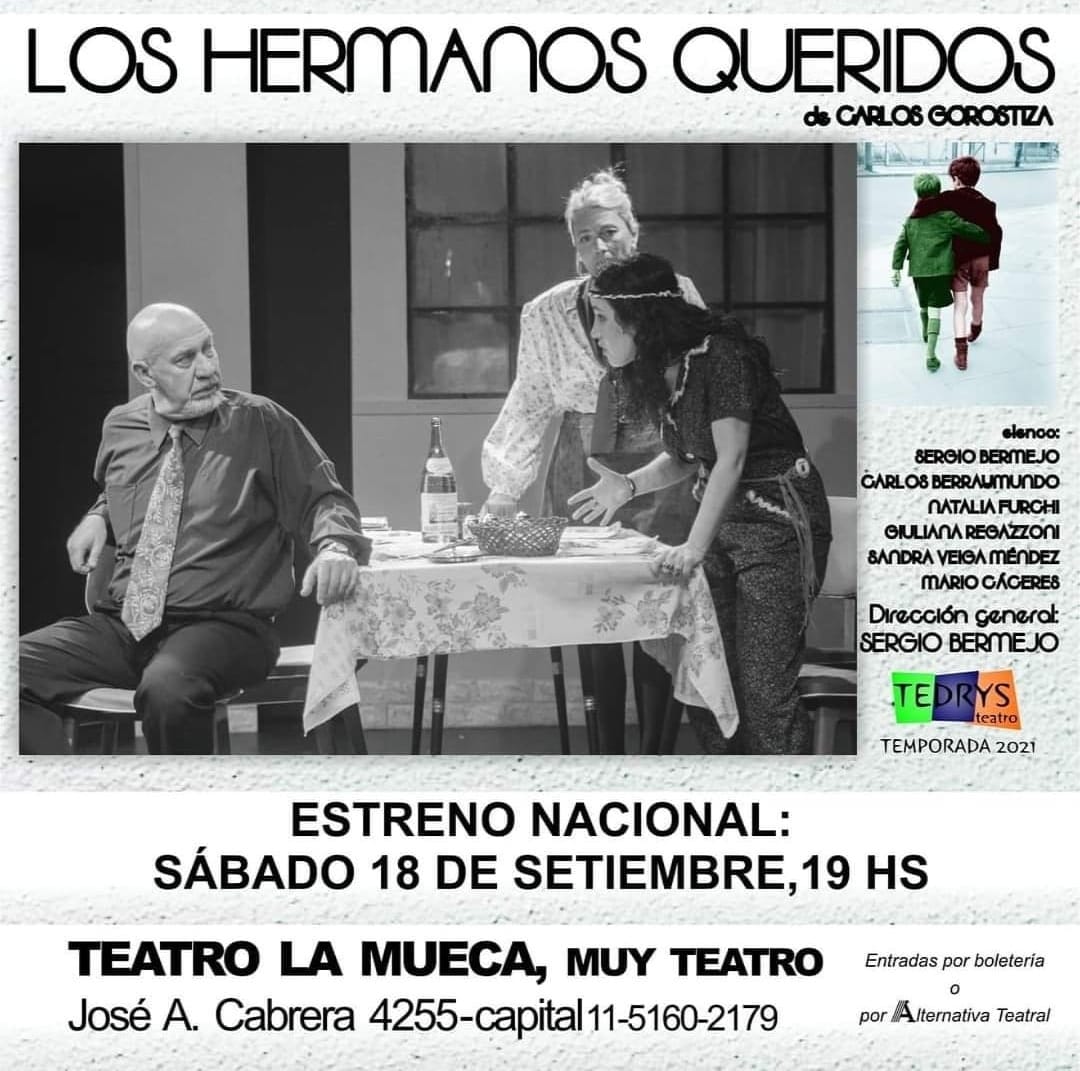 LOS HERMANOS QUERIDOS
de CARLOS GOROSTIZA
elenco:
SERGIO BERMEJO
CARLOS BERRAUMUNDO
NATALIA FURCHI
GIULIANA REGAZZONI
SANDRA VEIGA MÉNDEZ
MARIO CÁCERES
Dirección general:
SERGIO BERMEJO
TEDRYS
teatro
TEMPORADA 2021
ESTRENO NACIONAL:
SÁBADO 18 DE SETIEMBRE,19 HS
TEATRO LA MUECA, MUY TEATRO
José A. Cabrera 4255-capital 11-5160-2179
Entradas por boletería
o
por Alternativa Teatral